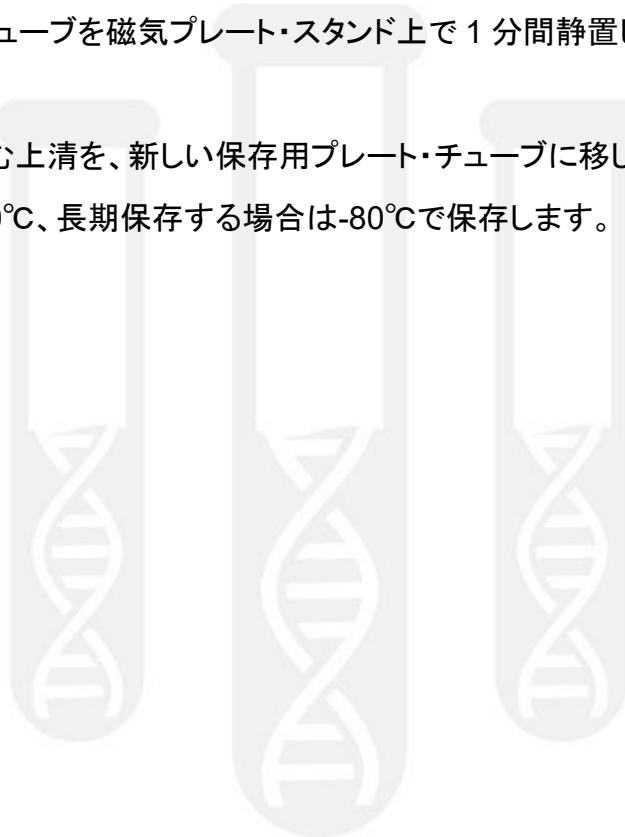 ューブを磁気プレート・スタンド上で 1 分間静置
む上清を、新しい保存用プレート・チューブに移し
℃、長期保存する場合は-80℃で保存します。